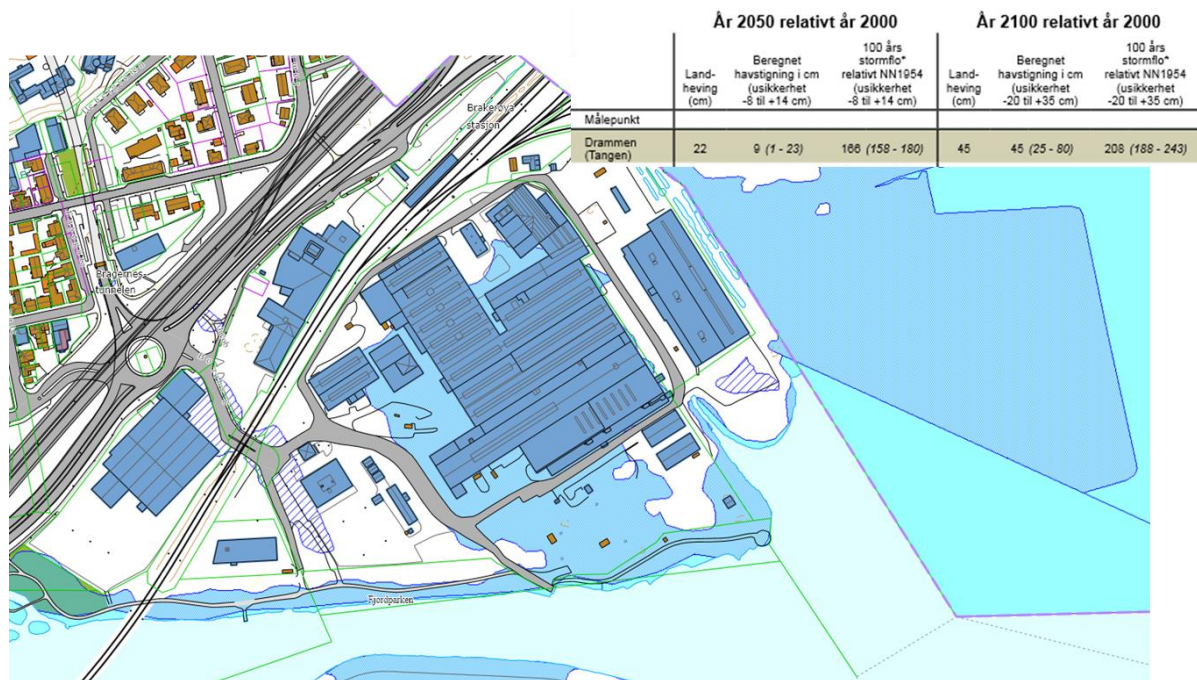 År 2050 relativt år 2000
År 2100 relativt år 2000
Land-
heving
(cm)
Beregnet
havstigning i cm
(usikkerhet
-8 til +14 cm)
100 års
stormflo*
relativt NN1954
(usikkerhet
-8 til +14 cm)
Land-
heving
(cm)
Beregnet
havstigning i cm
(usikkerhet
-20 til +35 cm)
100 års
stormflo*
relativt NN1954
(usikkerhet
-20 til +35 cm)
Målepunkt
Drammen
(Tangen)
22
9 (1 - 23)
166 (158 - 180)
45
45 (25 - 80)
208 (188 - 243)
Brakerøya
stasjon
Bragernes-
tunnelen
Fjordparken